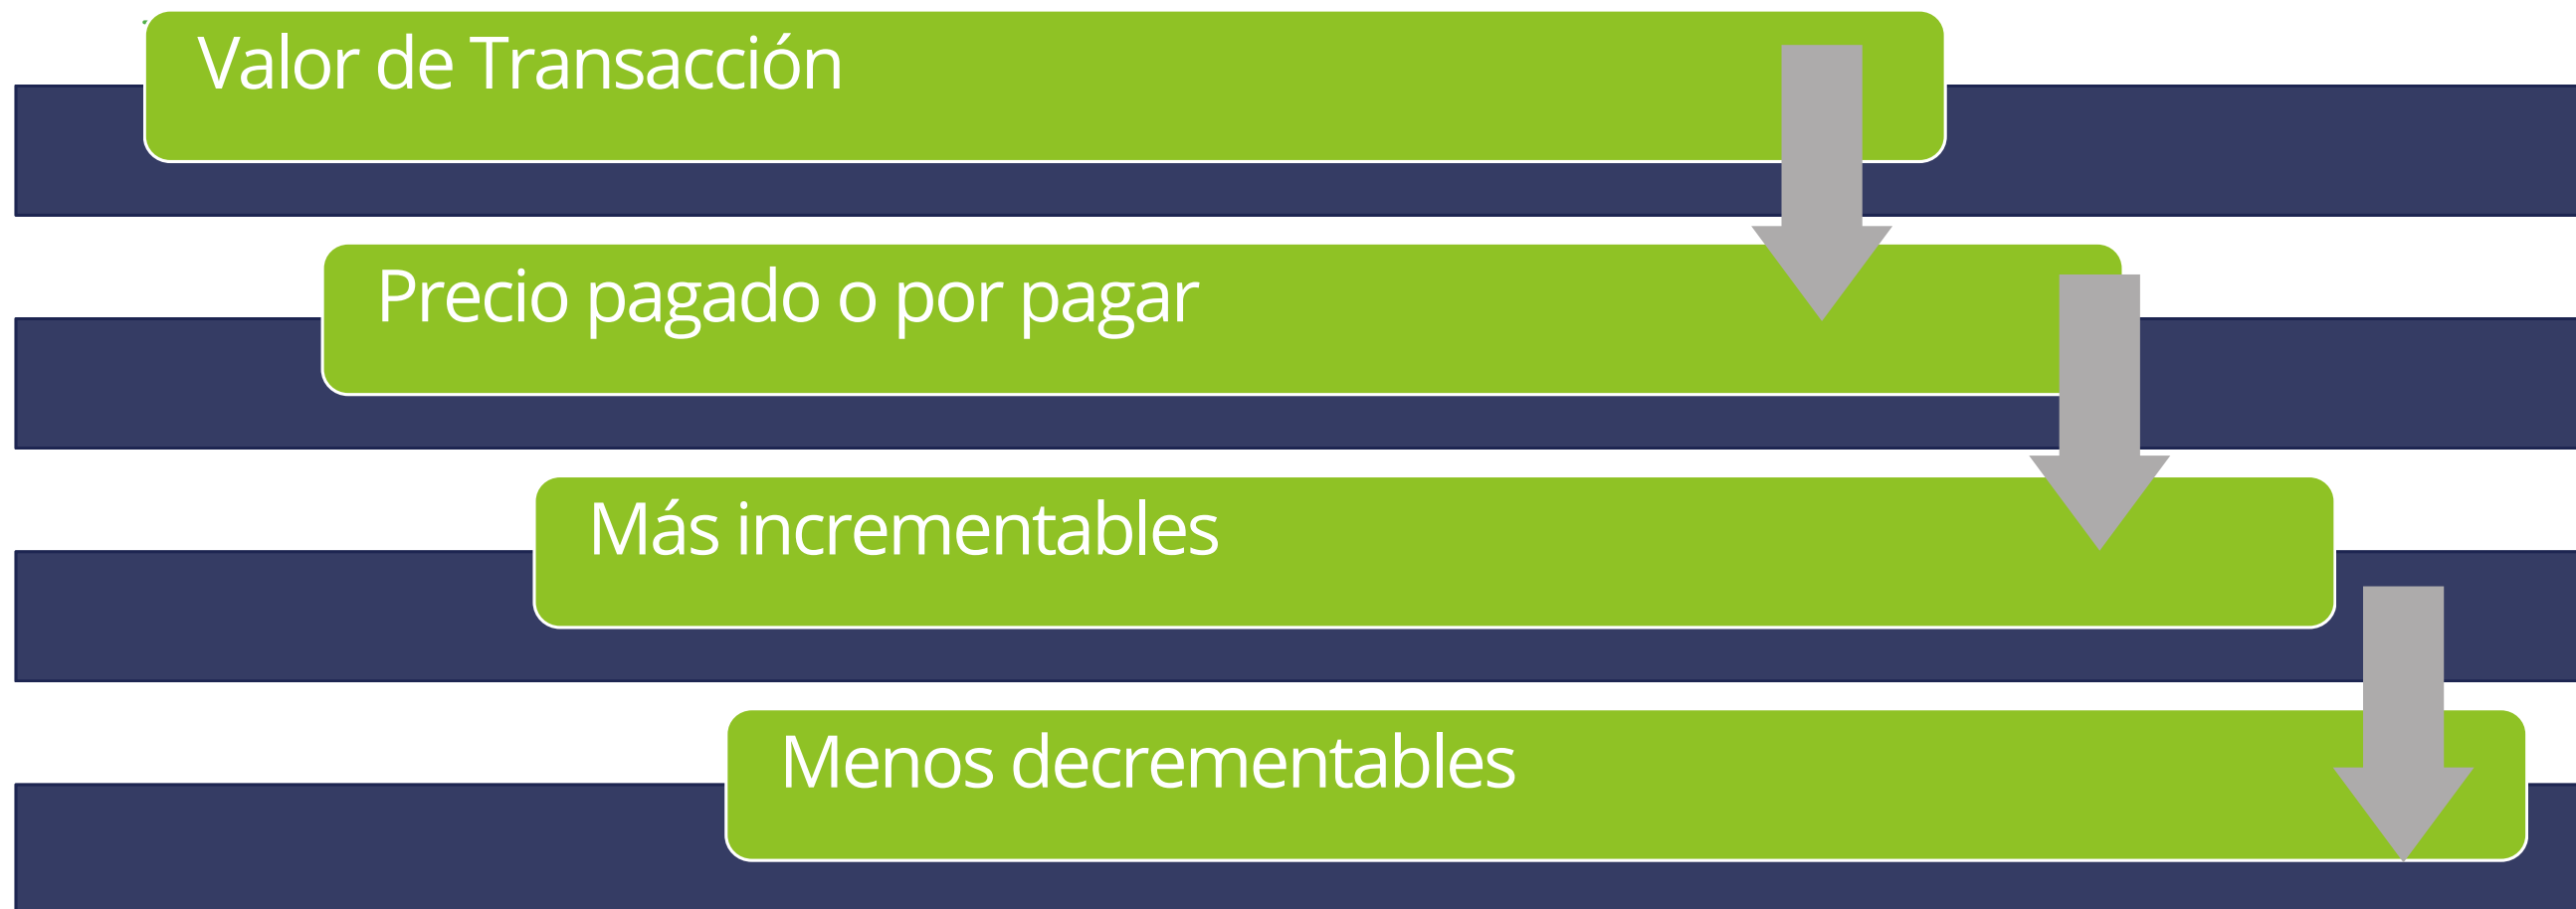 Valor de Transacción
Precio pagado o por pagar
Más incrementables
Menos decrementables